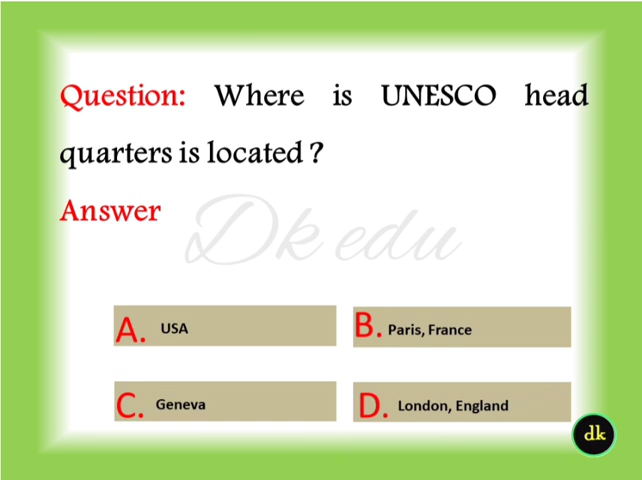 Question: Where is UNESCO head
quarters is located ?
Answer
Dk edu
A. USA
B. Paris, France
C. Geneva
D. London, England
dk